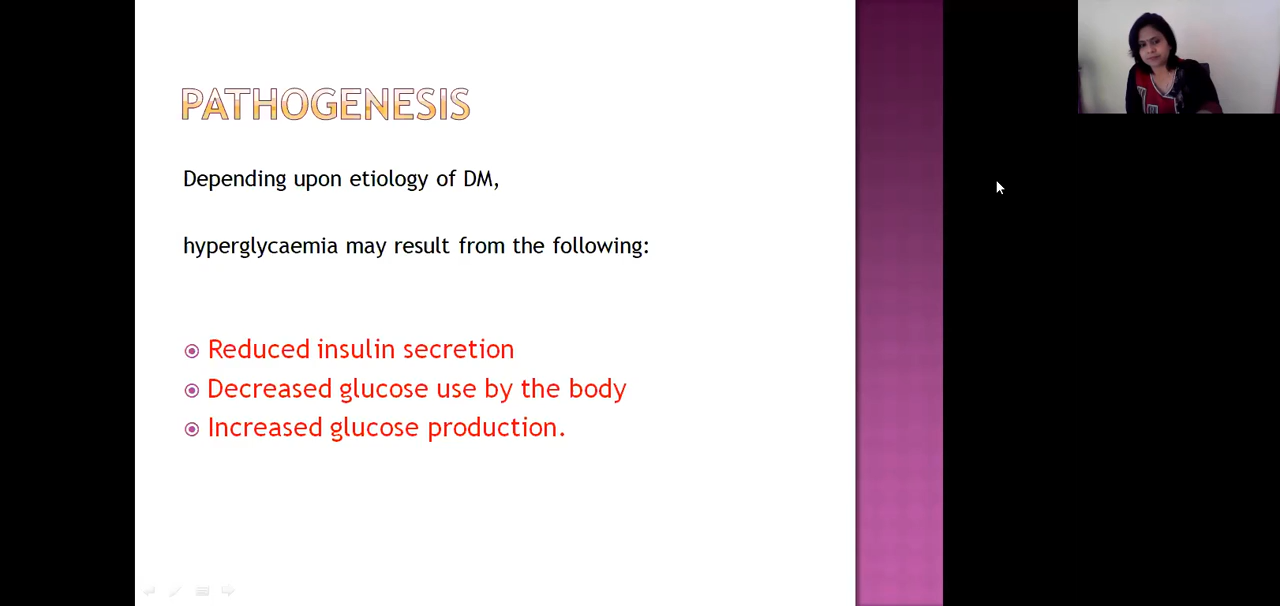 PATHOGENESIS
Depending upon etiology of DM,
hyperglycaemia may result from the following:
Reduced insulin secretion
Decreased glucose use by the body
Increased glucose production.